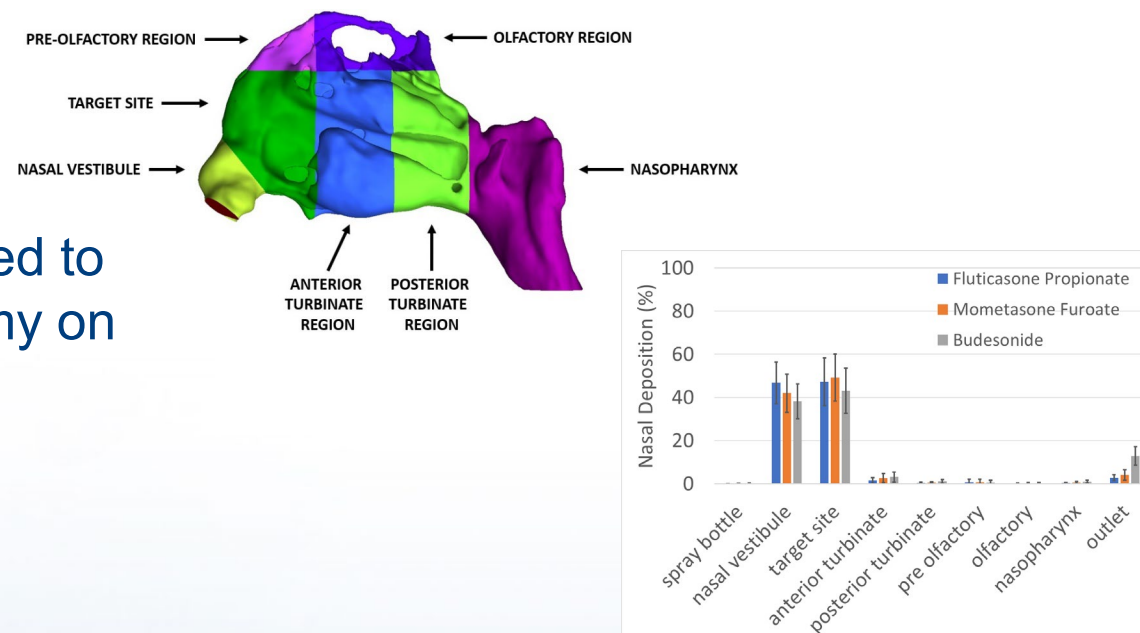 PRE-OLFACTORY REGION
OLFACTORY REGION
TARGET SITE
NASAL VESTIBULE
NASOPHARYNX
ANTERIOR
TURBINATE
REGION
POSTERIOR
TURBINATE
REGION
ed to
ny on
Nasal Deposition (%)
100
80
60
40
20
0
Fluticasone Propionate
Mometasone Furoate
Budesonide
spray bottle
nasal vestibule
target site
anterior turbinate
posterior turbinate
pre olfactory
olfactory
nasopharynx
outlet